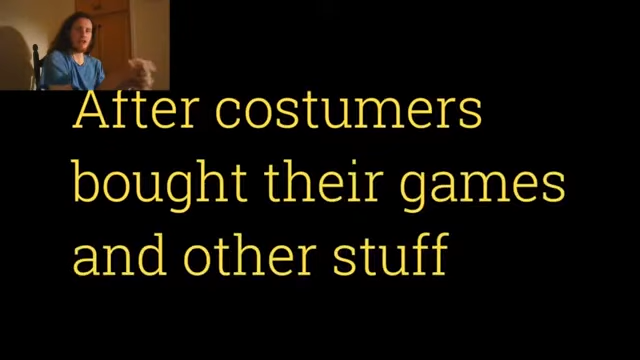 After costumers
bought their games
and other stuff